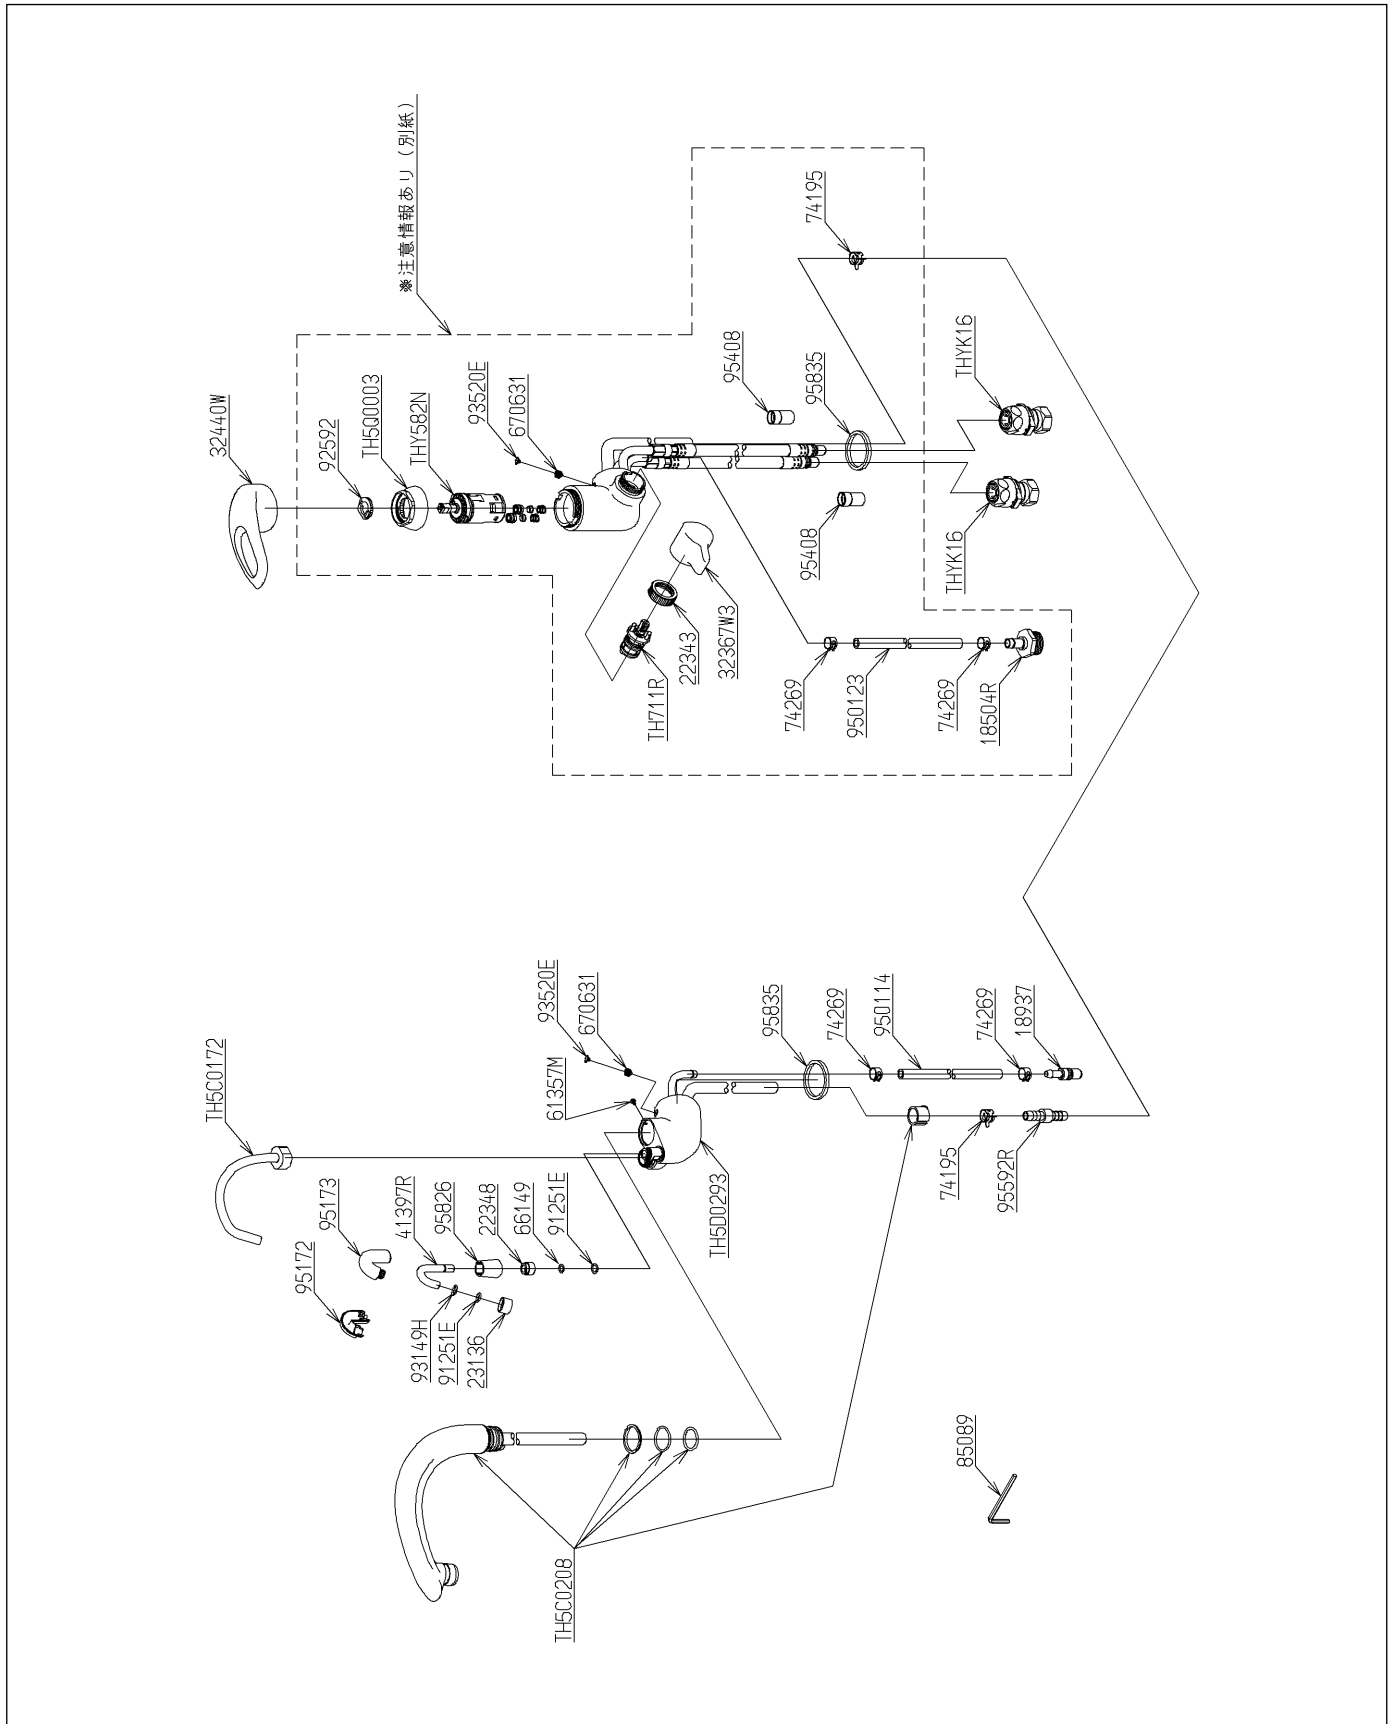 ※注意情報あり（別紙）
74195
32440W
92592
TH5Q0003
THY582N
93520E
670631
95408
95835
THYK16
95408
THYK16
TH711R
22343
32367W3
74269
950123
74269
18504R
TH5C0172
95173
95172
41397R
95826
22348
66149
91251E
93149H
91251E
23136
93520E
670631
61357M
TH5D0293
95835
74269
950114
74269
18937
74195
95592R
TH5C0208
85089